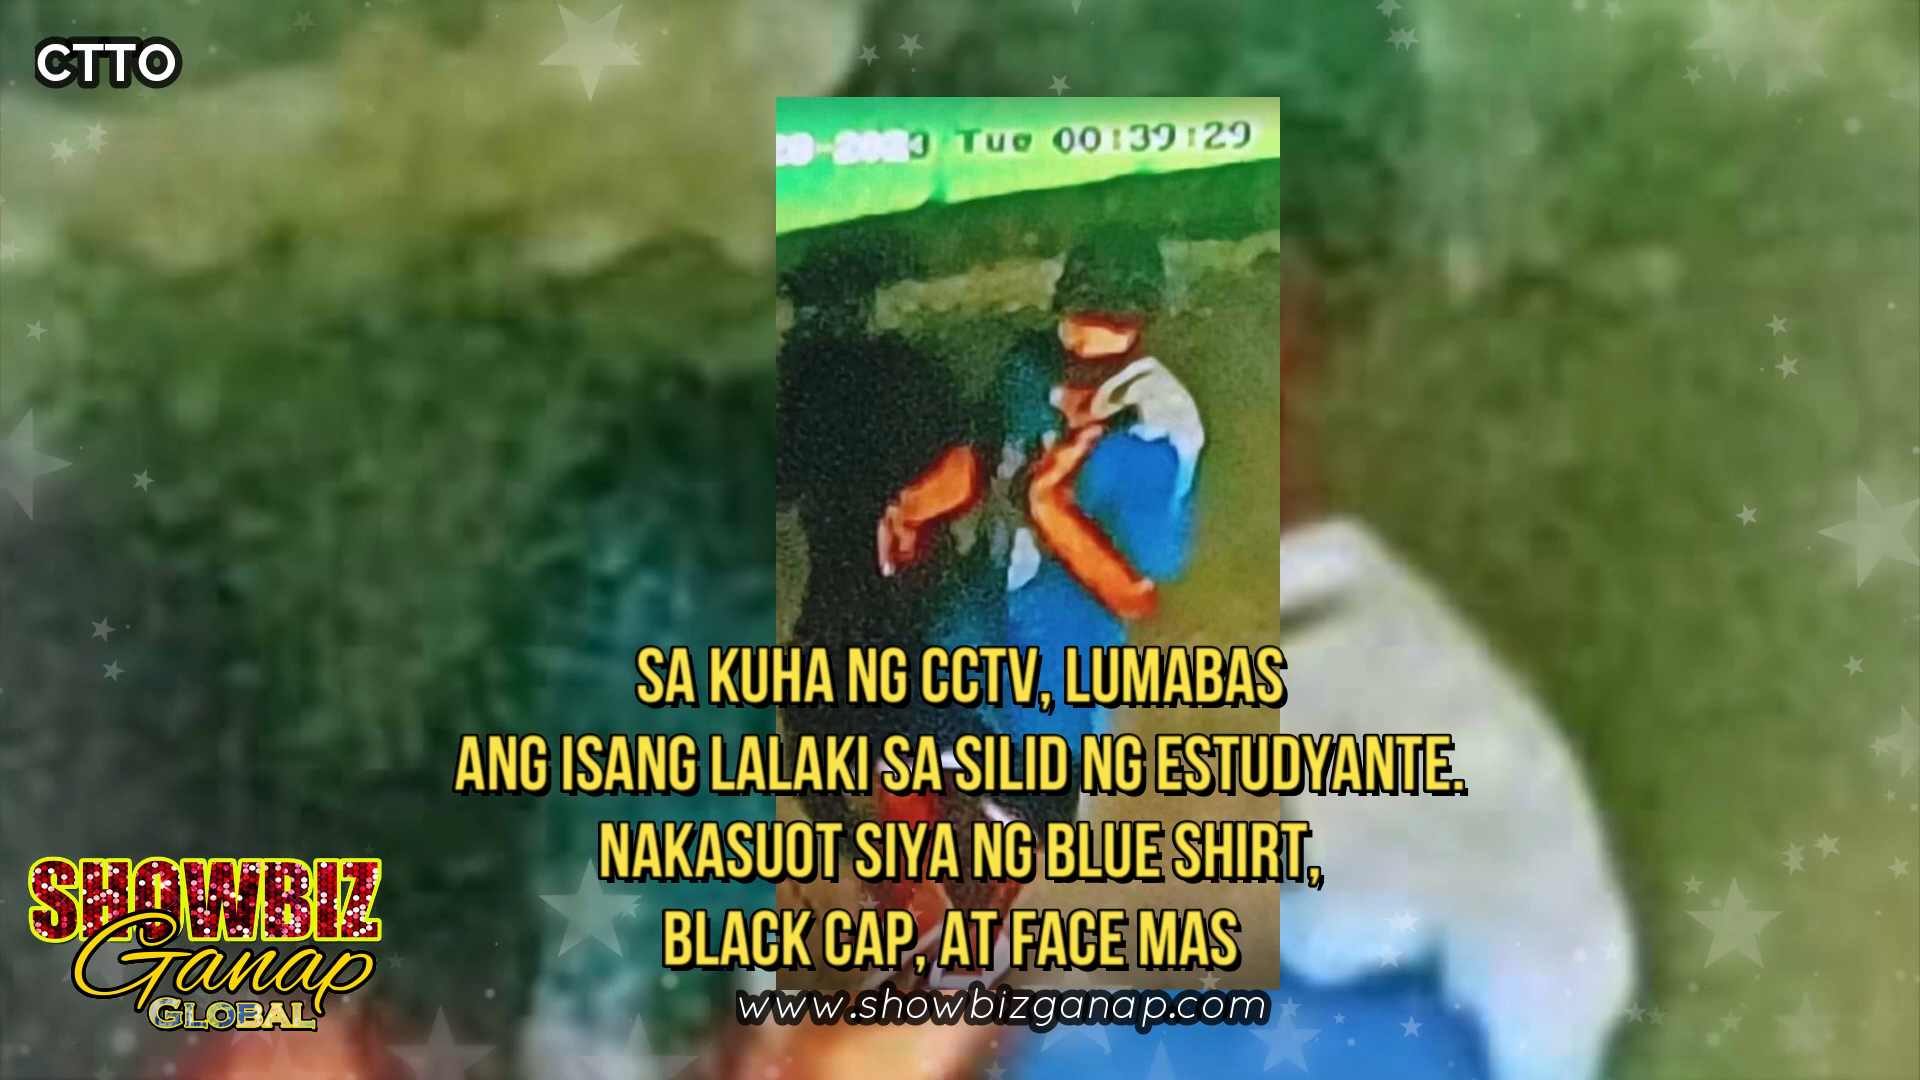 CTTO
Tue 00:39:29
SA KUHA NG CCTV, LUMABAS
ANG ISANG LALAKI SA SILID NG ESTUDYANTE.
NAKASUOT SIYA NG BLUE SHIRT,
BLACK CAP, AT FACE MAS
SHOWBIZ
Ganap
GLOBAL
www.showbizganap.com